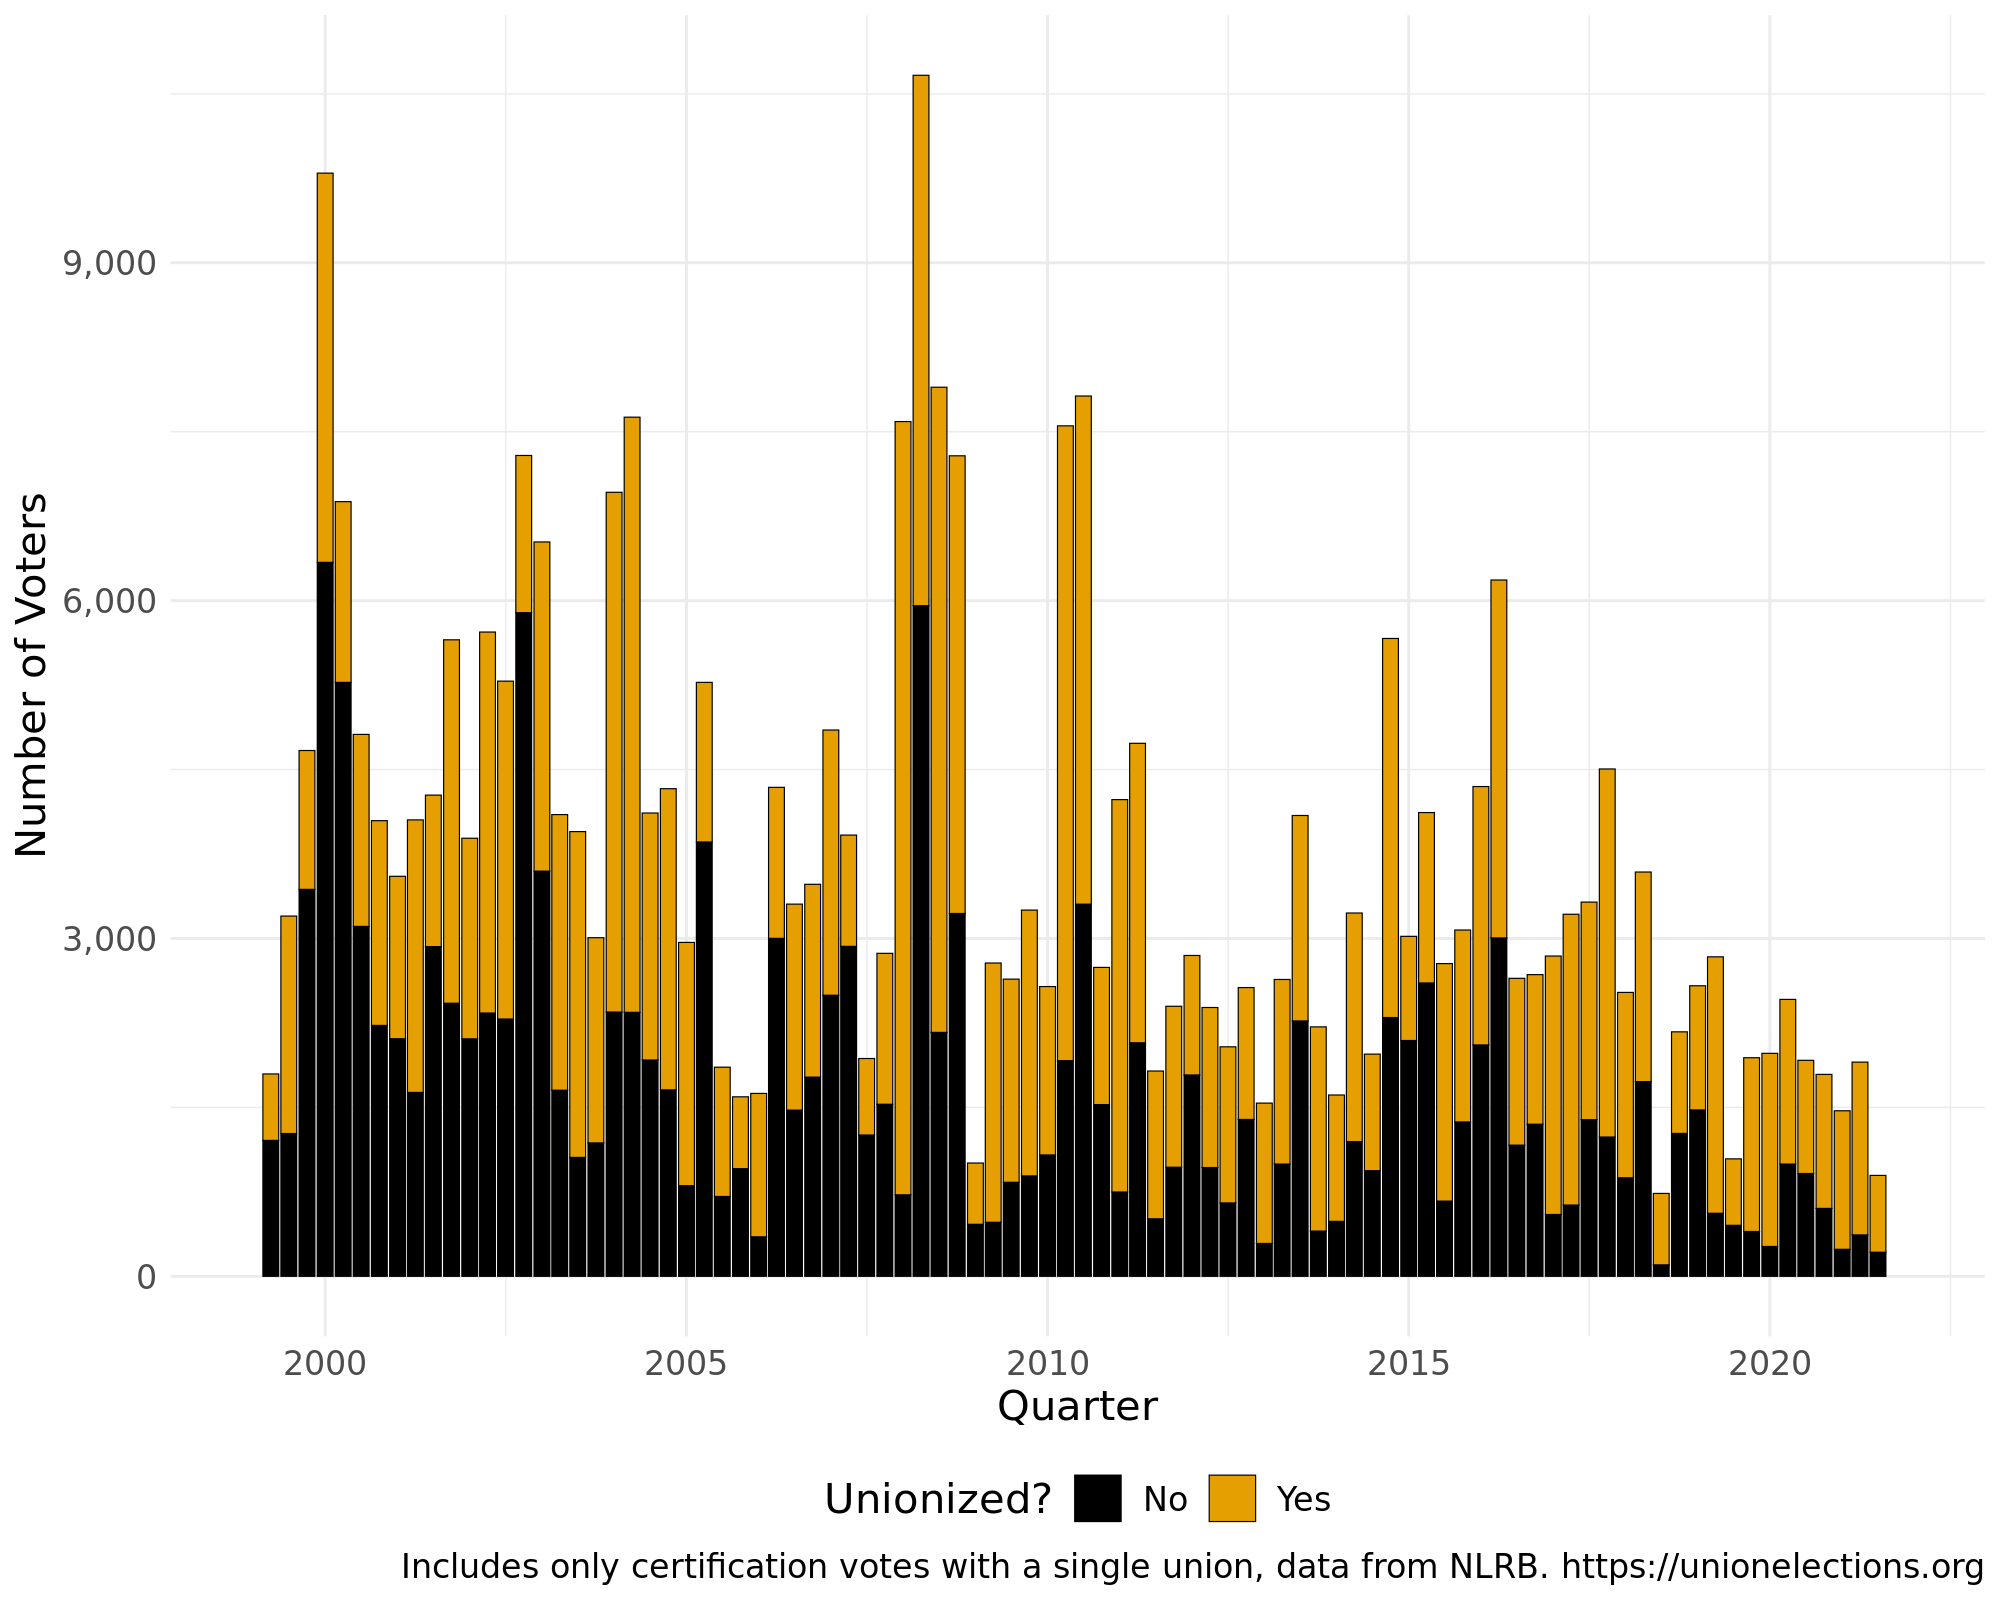 9,000
6,000
3,000
0
Number of Voters
2000 2005 2010 2015 2020
Quarter
Unionized? No Yes
Includes only certification votes with a single union, data from NLRB. https://unionelections.org